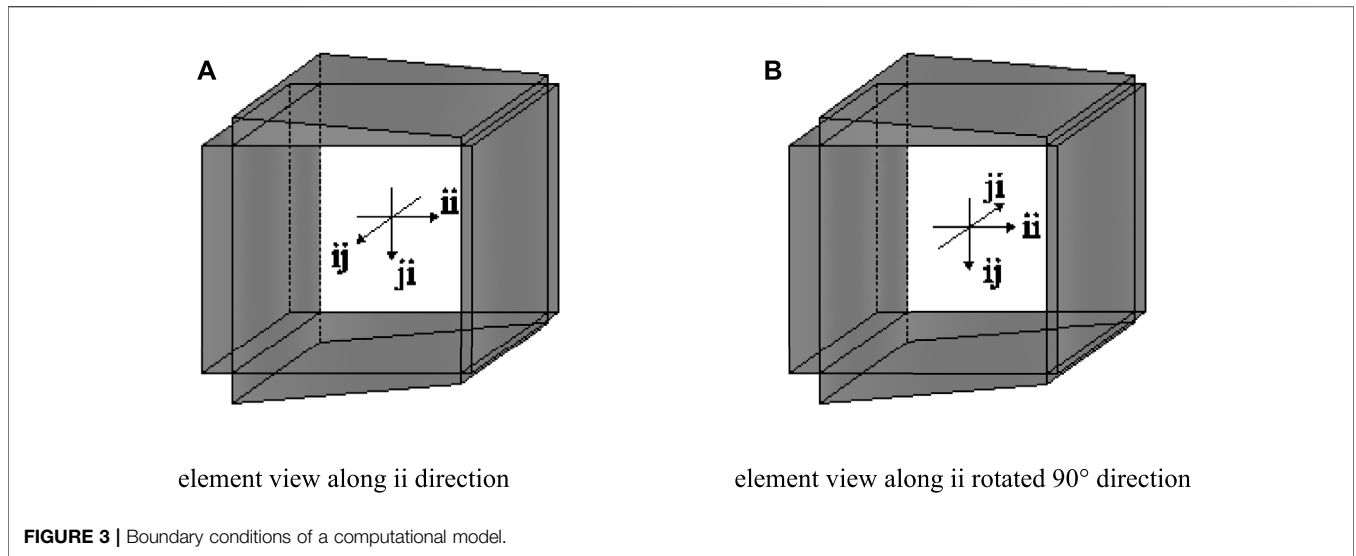 A
B
ii
ij
ji
ji
ii
ij
element view along ii direction
element view along ii rotated 90° direction
FIGURE 3 | Boundary conditions of a computational model.